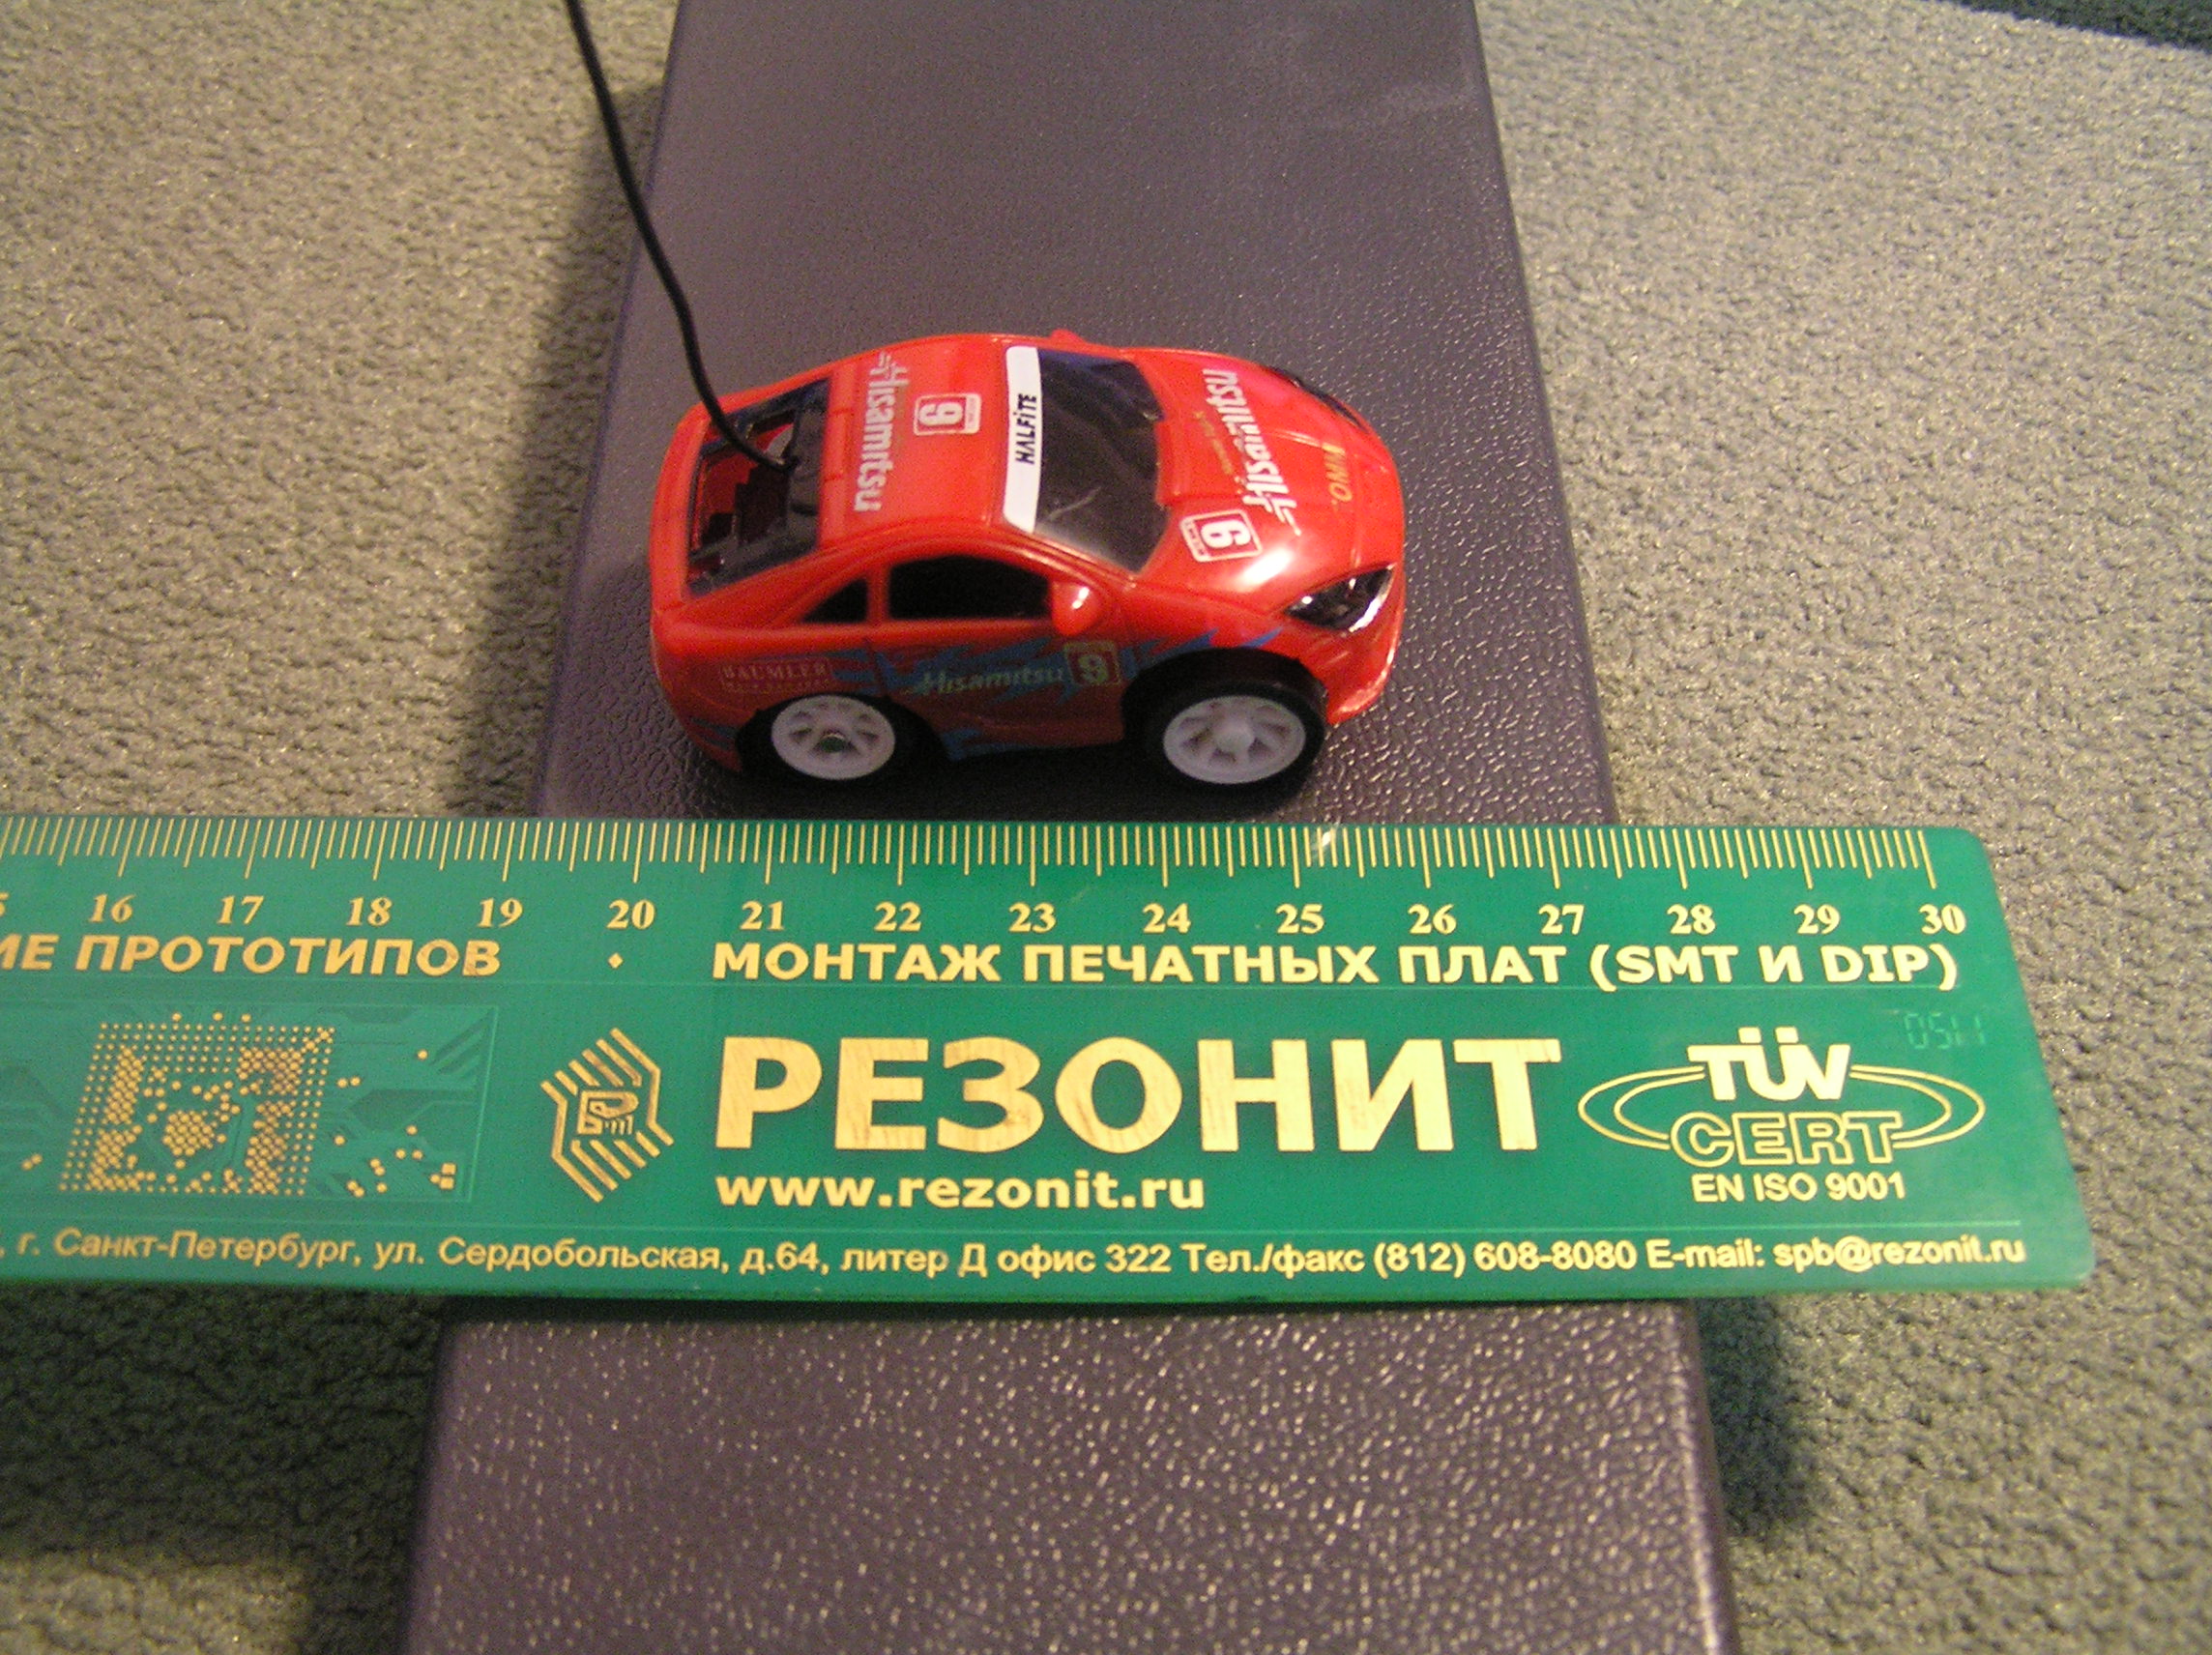 Hisamitsu
9
HALFiTE
Hisamitsu
9
OMM
BAUMLER
Hisamitsu 9
16 17 18 19 20 21 22 23 24 25 26 27 28 29 30
ИЕ ПРОТОТИПОВ • МОНТАЖ ПЕЧАТНЫХ ПЛАТ (SMT И DIP)
РЕЗОНИТ
www.rezonit.ru
TÜV
CERT
EN ISO 9001
0511
, г. Санкт-Петербург, ул. Сердобольская, д.64, литер Д офис 322 Тел./факс (812) 608-8080 E-mail: spb@rezonit.ru